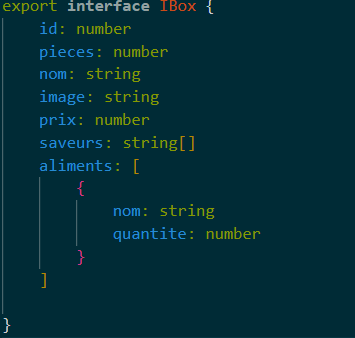 export interface IBox {
    id: number
    pieces: number
    nom: string
    image: string
    prix: number
    saveurs: string[]
    aliments: [
        {
            nom: string
            quantite: number
        }
    ]
}